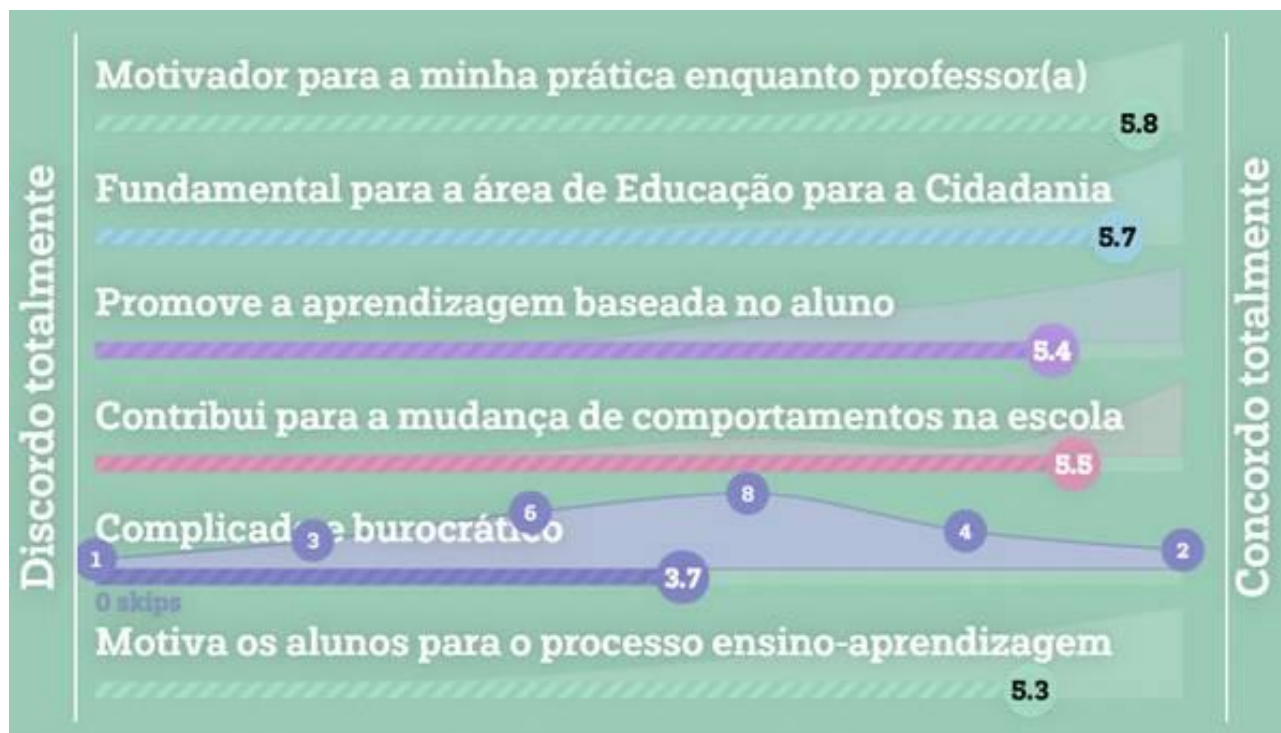 Discordo totalmente
Motivador para a minha prática enquanto professor(a)
5.8
Fundamental para a área de Educação para a Cidadania
5.7
Promove a aprendizagem baseada no aluno
5.4
Contribui para a mudança de comportamentos na escola
5.5
1 3 6 8 4 2
Complicado e burocrático
3.7
0 skips
Motiva os alunos para o processo ensino-aprendizagem
5.3
Concordo totalmente